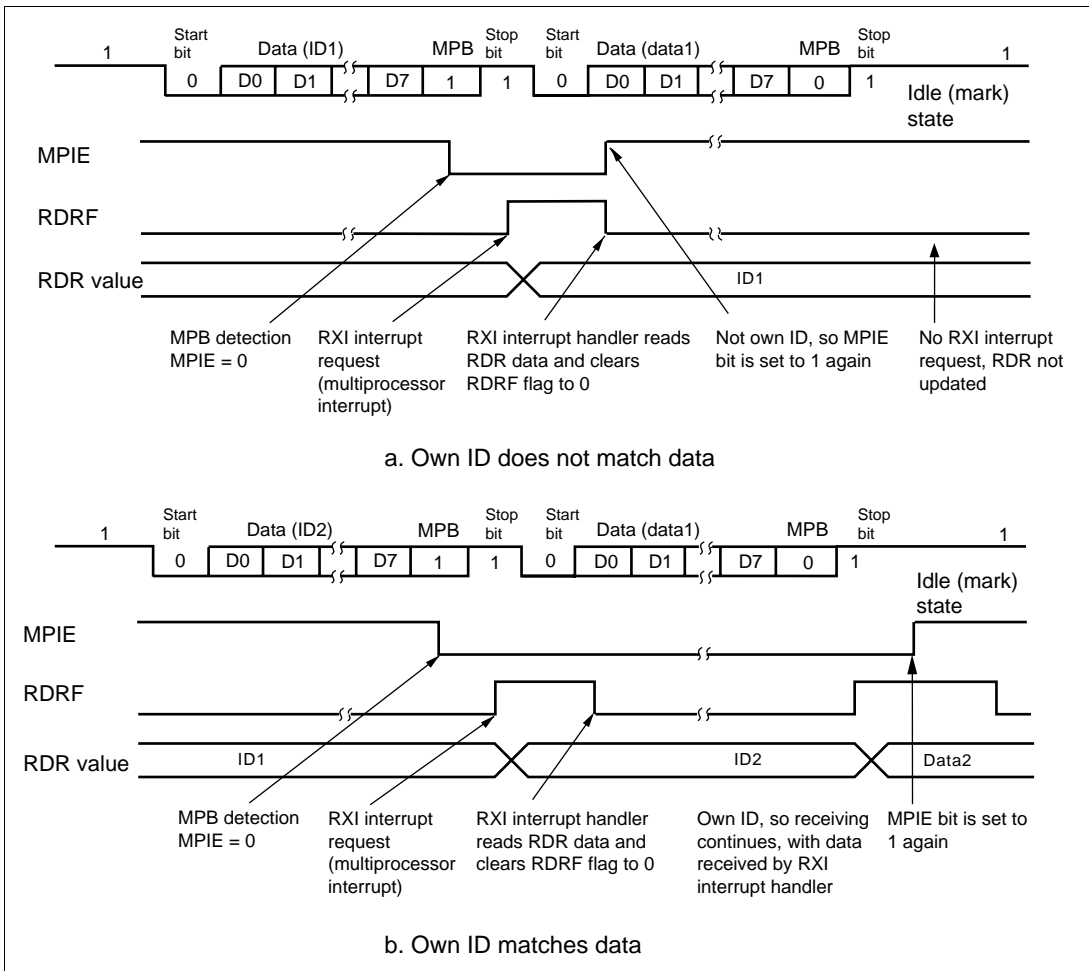 1 Start bit Data (ID1) MPB Stop bit Start bit Data (data1) MPB Stop bit 1
0 D0 D1 D7 1 1 0 D0 D1 D7 0 1
Idle (mark) state
MPIE
RDRF
RDR value
ID1
MPB detection
MPIE = 0
RXI interrupt
request
(multiprocessor
interrupt)
RXI interrupt handler reads
RDR data and clears
RDRF flag to 0
Not own ID, so MPIE
bit is set to 1 again
No RXI interrupt
request, RDR not
updated
a. Own ID does not match data
1 Start bit Data (ID2) MPB Stop bit Start bit Data (data1) MPB Stop bit 1
0 D0 D1 D7 1 1 0 D0 D1 D7 0 1
Idle (mark) state
MPIE
RDRF
RDR value
ID1 ID2 Data2
MPB detection
MPIE = 0
RXI interrupt
request
(multiprocessor
interrupt)
RXI interrupt handler
reads RDR data and
clears RDRF flag to 0
Own ID, so receiving
continues, with data
received by RXI
interrupt handler
MPIE bit is set to
1 again
b. Own ID matches data